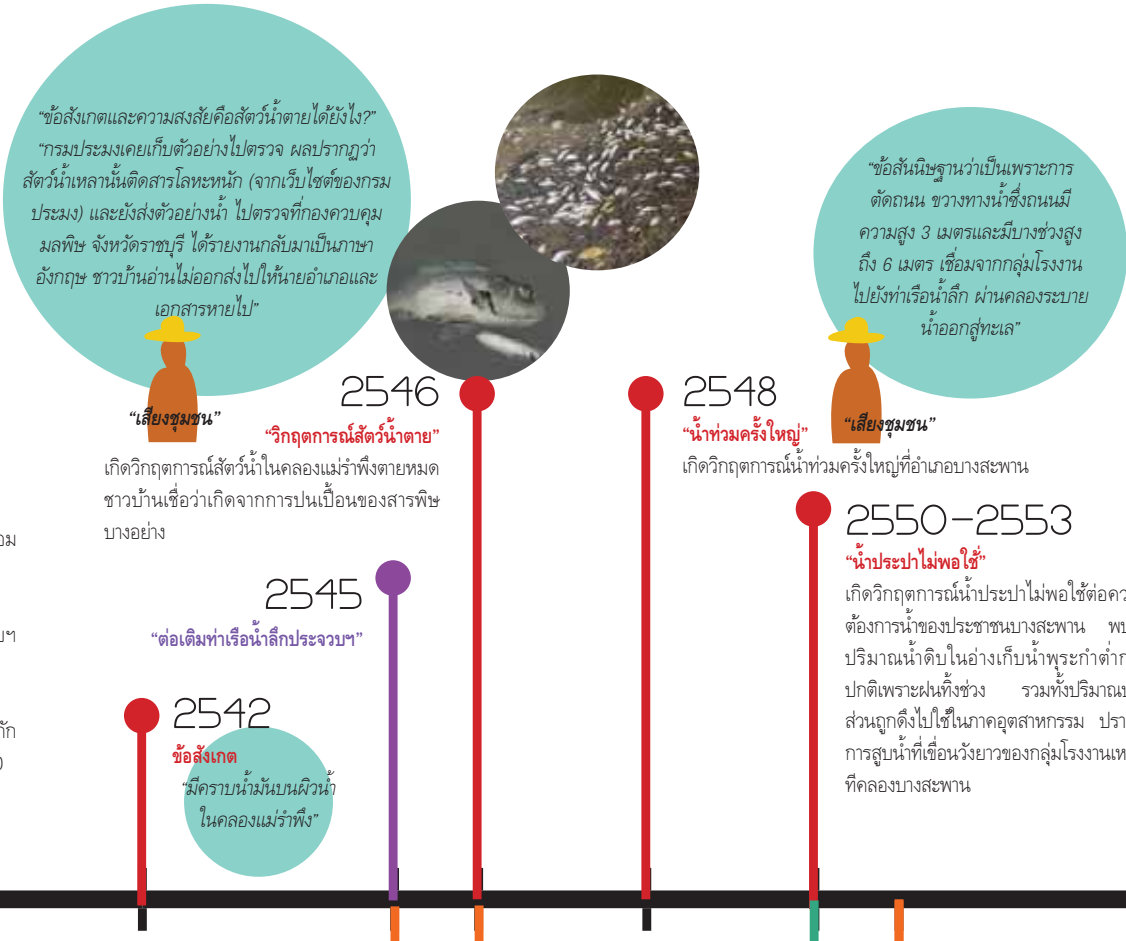 “ข้อสังเกตและความสงสัยคือสัตว์น้ำตายได้ยังไง?”
“กรมประมงเคยเก็บตัวอย่างไปตรวจ ผลปรากฏว่า
สัตว์น้ำเหล่านั้นติดสารโลหะหนัก (จากเว็บไซต์ของกรม
ประมง) และยังส่งตัวอย่างน้ำ ไปตรวจที่กองควบคุม
มลพิษ จังหวัดราชบุรี ได้รายงานกลับมาเป็นภาษา
อังกฤษ ชาวบ้านอ่านไม่ออกส่งไปให้นายอำเภอและ
เอกสารหายไป”
“เสียงชุมชน”
“ข้อสันนิษฐานว่าเป็นเพราะการ
ตัดถนน ขวางทางน้ำซึ่งถนนมี
ความสูง 3 เมตรและมีบางช่วงสูง
ถึง 6 เมตร เชื่อมจากกลุ่มโรงงาน
ไปยังท่าเรือน้ำลึก ผ่านคลองระบาย
น้ำออกสู่ทะเล”
“เสียงชุมชน”
2546
“วิกฤตการณ์สัตว์น้ำตาย”
เกิดวิกฤตการณ์สัตว์น้ำในคลองแม่รำพึงตายหมด
ชาวบ้านเชื่อว่าเกิดจากการปนเปื้อนของสารพิษ
บางอย่าง
2548
“น้ำท่วมครั้งใหญ่”
เกิดวิกฤตการณ์น้ำท่วมครั้งใหญ่ที่อำเภอบางสะพาน
2550-2553
“น้ำประปาไม่พอใช้”
เกิดวิกฤตการณ์น้ำประปาไม่พอใช้ต่อคว
ต้องการน้ำของประชาชนบางสะพาน พบ
ปริมาณน้ำดิบในอ่างเก็บน้ำพุระกำต่ำก
ปกติเพราะฝนทิ้งช่วง รวมทั้งปริมาณ
ส่วนถูกดึงไปใช้ในภาคอุตสาหกรรม ปรา
การสูบน้ำที่เขื่อนวังยาวของกลุ่มโรงงานเห
ที่คลองบางสะพาน
2545
“ต่อเติมท่าเรือน้ำลึกประจวบฯ”
2542
ข้อสังเกต
“มีคราบน้ำมันบนผิวน้ำ
ในคลองแม่รำพึง”